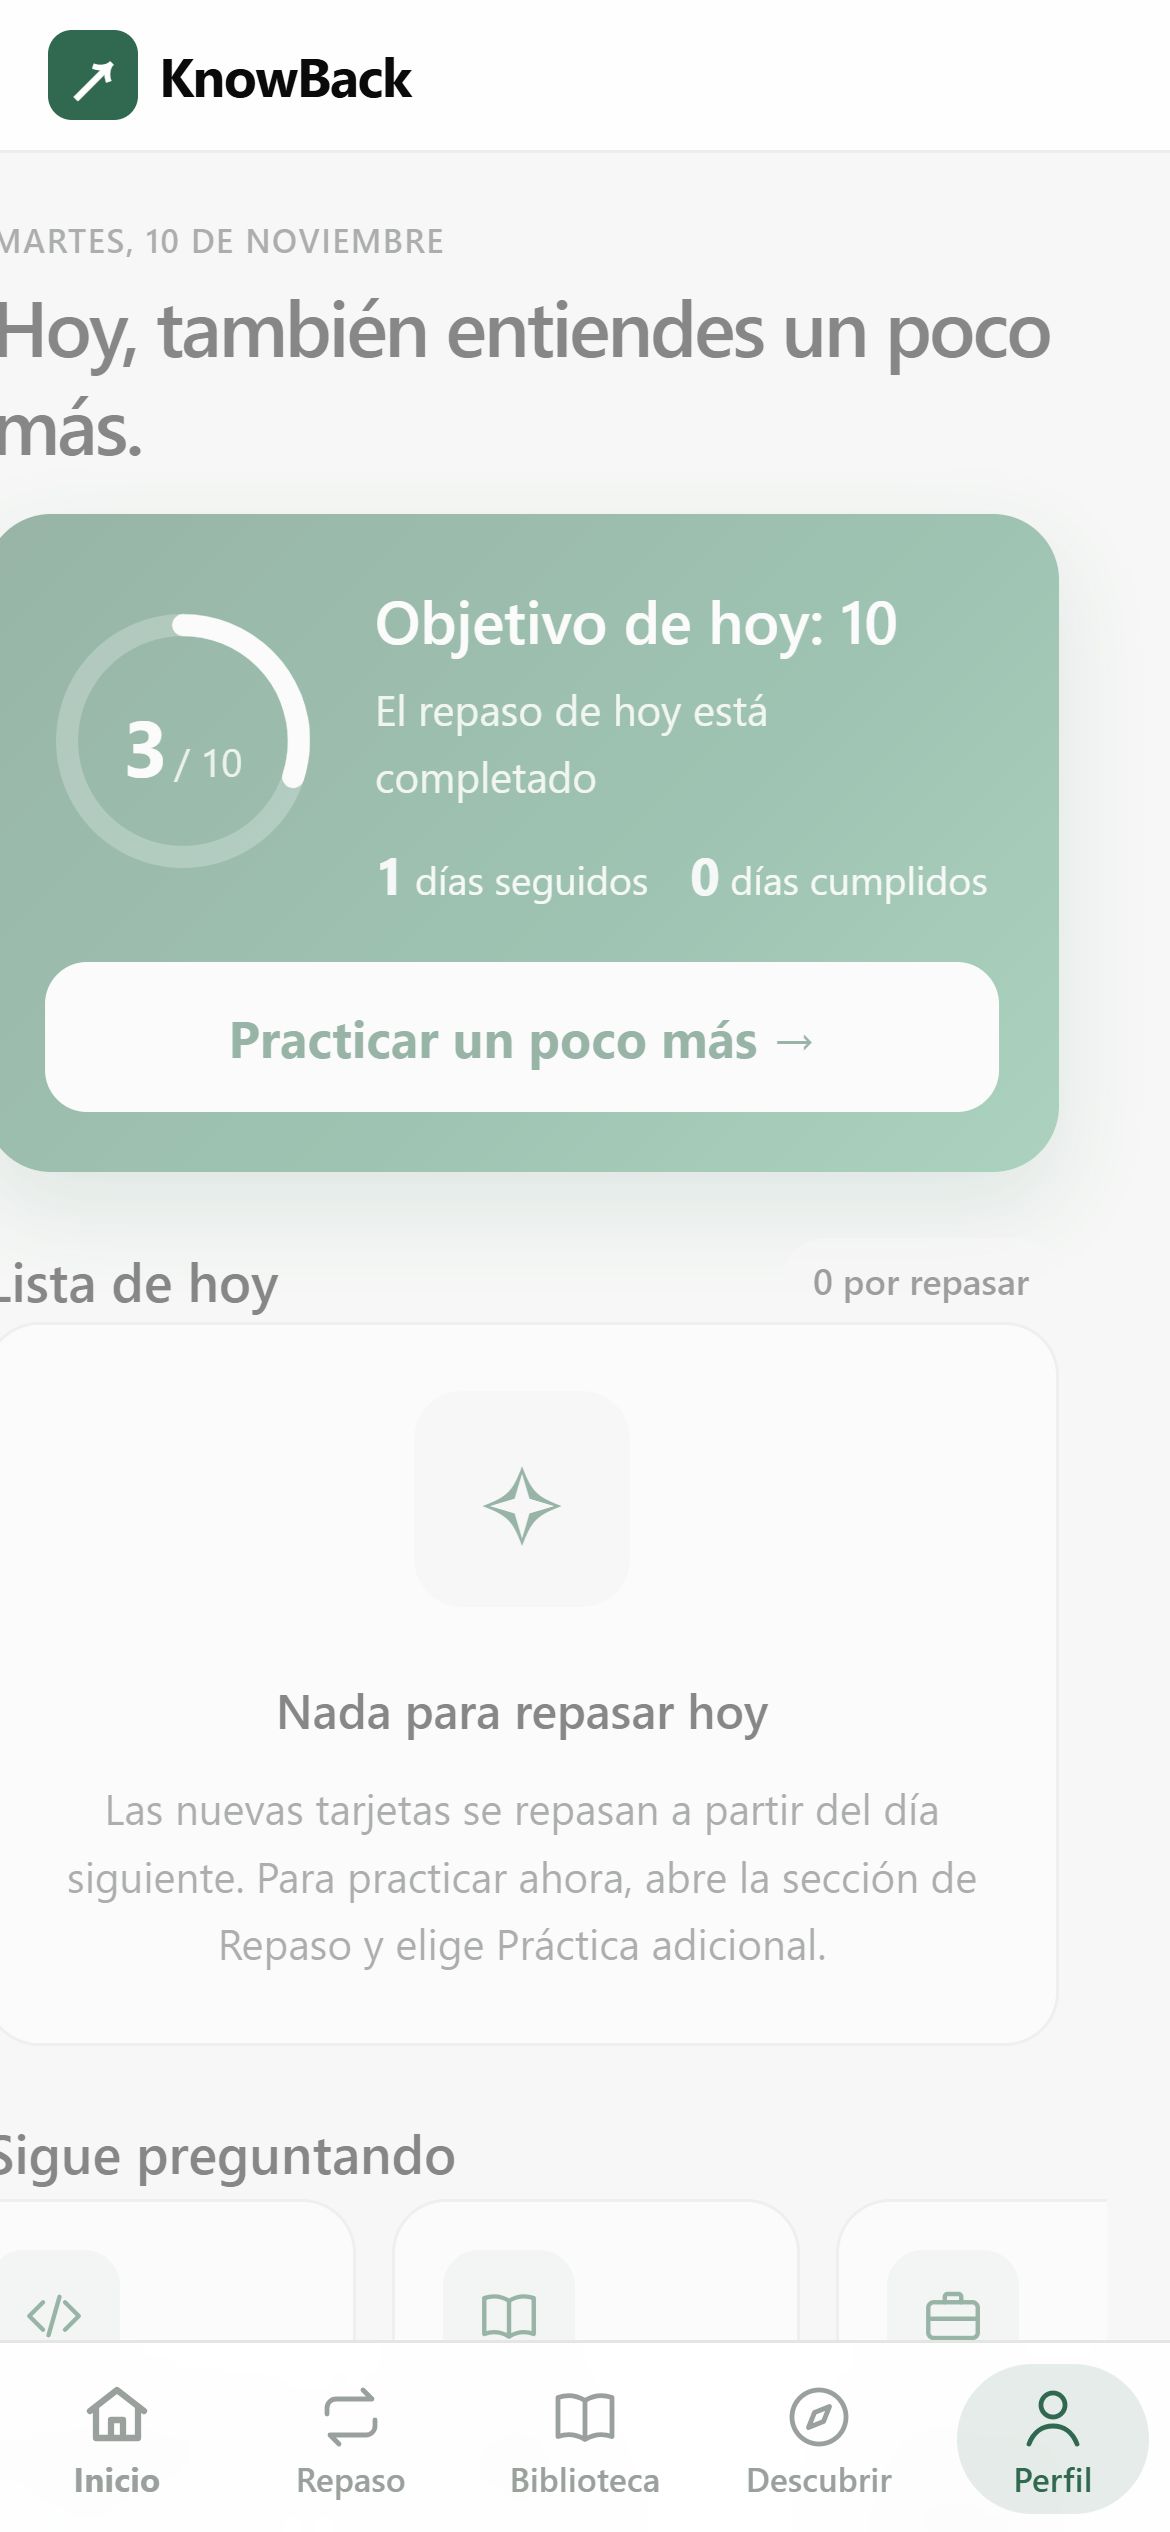 KnowBack
MARTES, 10 DE NOVIEMBRE
Hoy, también entiendes un poco
más.
3 / 10
Objetivo de hoy: 10
El repaso de hoy está
completado
1 días seguidos 0 días cumplidos
Practicar un poco más →
Lista de hoy
0 por repasar
Nada para repasar hoy
Las nuevas tarjetas se repasan a partir del día
siguiente. Para practicar ahora, abre la sección de
Repaso y elige Práctica adicional.
Sigue preguntando
Inicio
Repaso
Biblioteca
Descubrir
Perfil